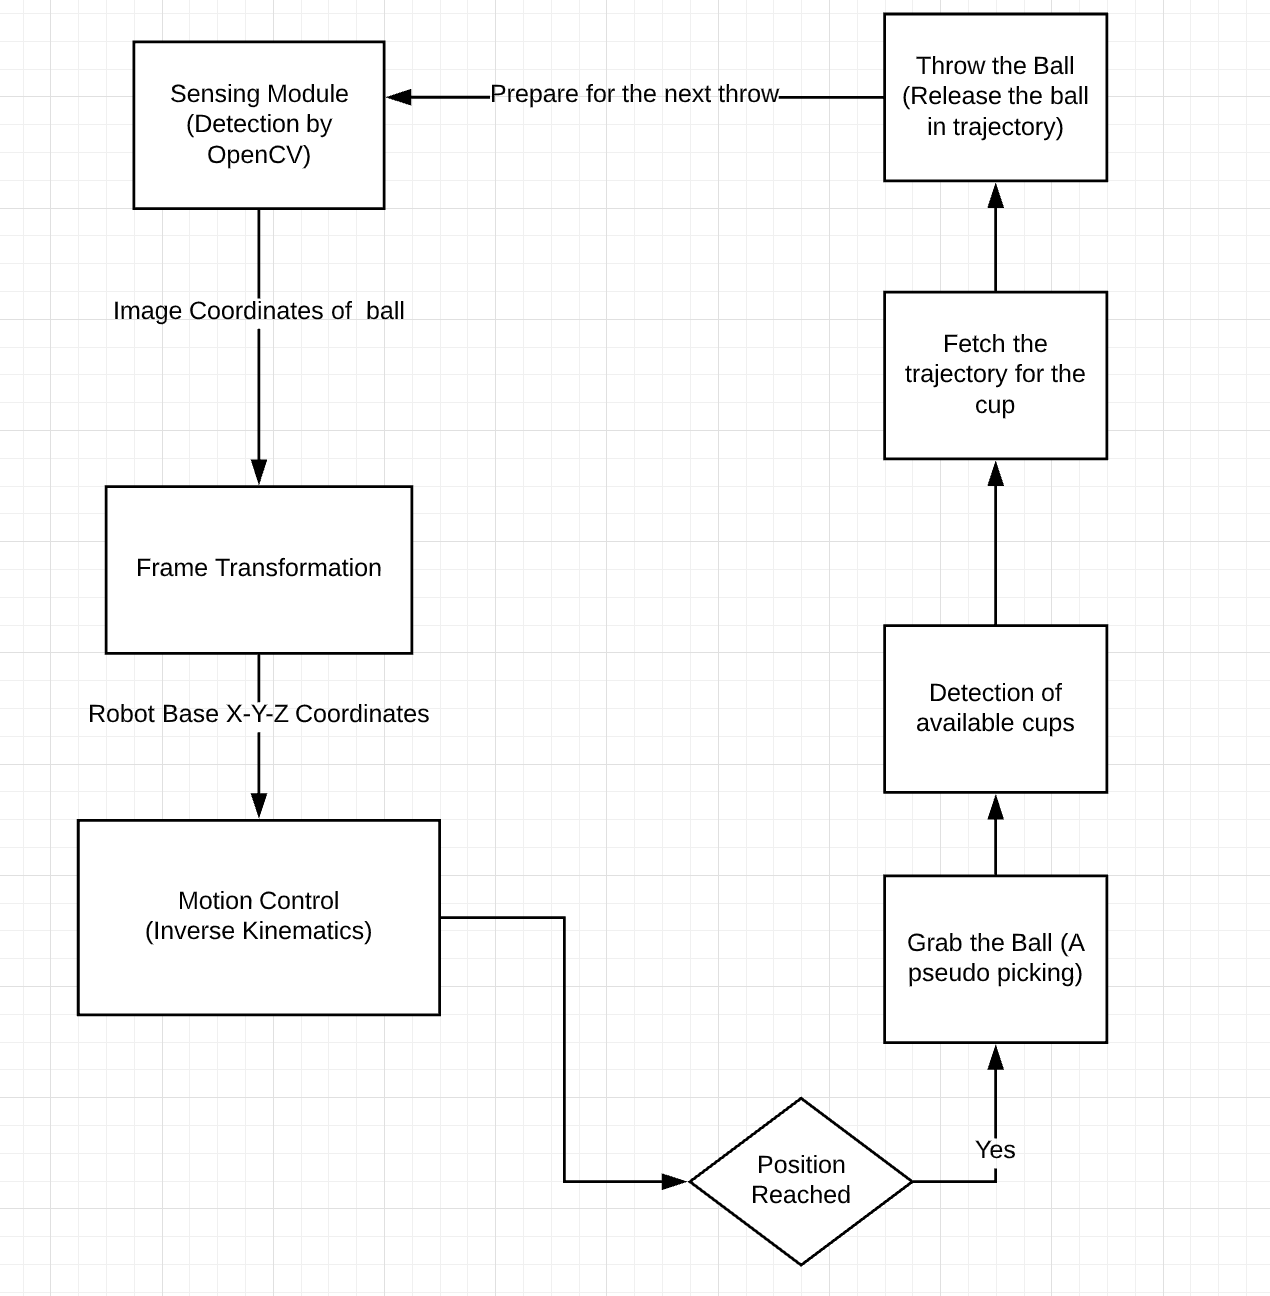 Sensing Module
(Detection by
OpenCV)
Prepare for the next throw
Throw the Ball
(Release the ball
in trajectory)
Image Coordinates of  ball
Fetch the
trajectory for the
cup
Frame Transformation
Robot Base X-Y-Z Coordinates
Detection of
available cups
Motion Control
(Inverse Kinematics)
Grab the Ball (A
pseudo picking)
Yes
Position
Reached